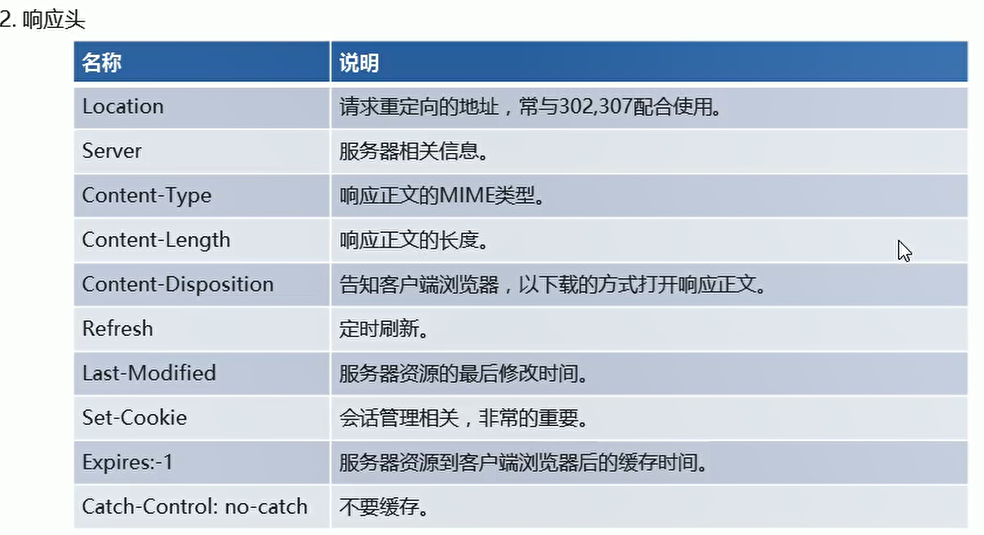 2. 响应头
名称 说明
Location 请求重定向的地址，常与302,307配合使用。
Server 服务器相关信息。
Content-Type 响应正文的MIME类型。
Content-Length 响应正文的长度。
Content-Disposition 告知客户端浏览器，以下载的方式打开响应正文。
Refresh 定时刷新。
Last-Modified 服务器资源的最后修改时间。
Set-Cookie 会话管理相关，非常的重要。
Expires:-1 服务器资源到客户端浏览器后的缓存时间。
Catch-Control: no-catch 不要缓存。